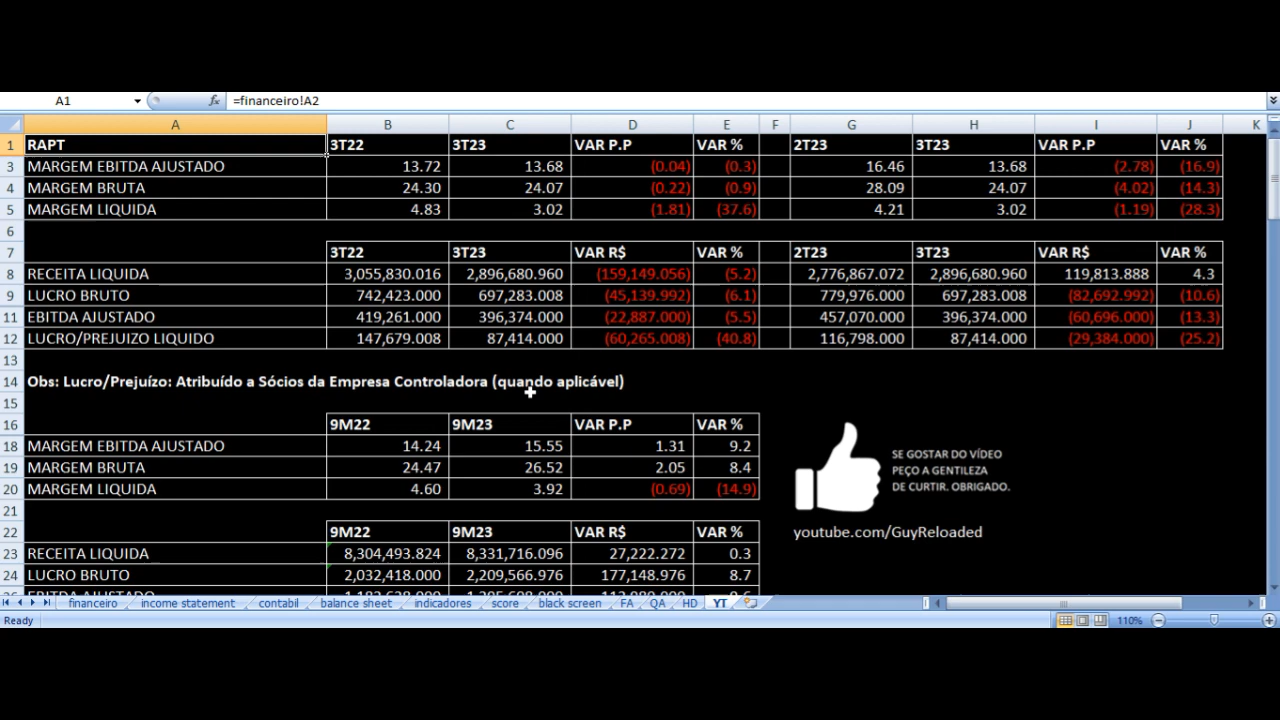 A1 =financeiro!A2
A B C D E F G H I J K
1 RAPT 3T22 3T23 VAR P.P VAR % 2T23 3T23 VAR P.P VAR %
3 MARGEM EBITDA AJUSTADO 13.72 13.68 (0.04) (0.3) 16.46 13.68 (2.78) (16.9)
4 MARGEM BRUTA 24.30 24.07 (0.22) (0.9) 28.09 24.07 (4.02) (14.3)
5 MARGEM LIQUIDA 4.83 3.02 (1.81) (37.6) 4.21 3.02 (1.19) (28.3)
6
7 3T22 3T23 VAR R$ VAR % 2T23 3T23 VAR R$ VAR %
8 RECEITA LIQUIDA 3,055,830.016 2,896,680.960 (159,149.056) (5.2) 2,776,867.072 2,896,680.960 119,813.888 4.3
9 LUCRO BRUTO 742,423.000 697,283.008 (45,139.992) (6.1) 779,976.000 697,283.008 (82,692.992) (10.6)
11 EBITDA AJUSTADO 419,261.000 396,374.000 (22,887.000) (5.5) 457,070.000 396,374.000 (60,696.000) (13.3)
12 LUCRO/PREJUIZO LIQUIDO 147,679.008 87,414.000 (60,265.008) (40.8) 116,798.000 87,414.000 (29,384.000) (25.2)
13
14 Obs: Lucro/Prejuízo: Atribuído a Sócios da Empresa Controladora (quando aplicável)
15
16 9M22 9M23 VAR P.P VAR %
18 MARGEM EBITDA AJUSTADO 14.24 15.55 1.31 9.2
19 MARGEM BRUTA 24.47 26.52 2.05 8.4
20 MARGEM LIQUIDA 4.60 3.92 (0.69) (14.9)
21
22 9M22 9M23 VAR R$ VAR %
23 RECEITA LIQUIDA 8,304,493.824 8,331,716.096 27,222.272 0.3
24 LUCRO BRUTO 2,032,418.000 2,209,566.976 177,148.976 8.7
SE GOSTAR DO VÍDEO
PEÇO A GENTILEZA
DE CURTIR. OBRIGADO.
youtube.com/GuyReloaded
financeiro income statement contabil balance sheet indicadores score black screen FA QA HD YT
Ready 110%